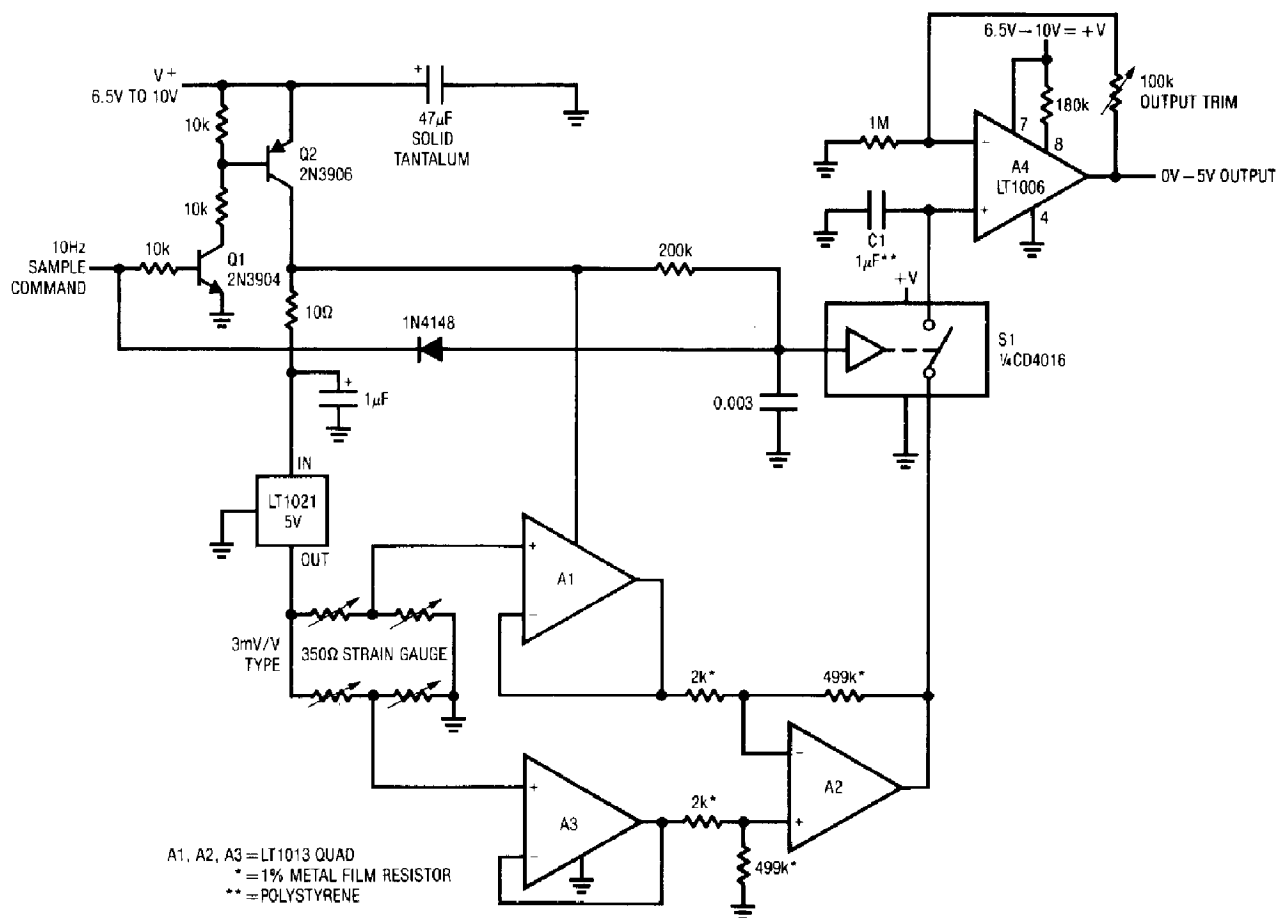 V+
6.5V TO 10V
10k
Q2
2N3906
+
47µF
SOLID
TANTALUM
6.5V – 10V = +V
180k
100k
OUTPUT TRIM
7
8
1M
–
A4
LT1006
+
4
0V – 5V OUTPUT
C1
1µF**
+V
10k
10Hz
SAMPLE
COMMAND
10k
Q1
2N3904
200k
10Ω
1N4148
S1
¼CD4016
+
1µF
0.003
IN
LT1021
5V
OUT
+
A1
–
3mV/V
TYPE
350Ω STRAIN GAUGE
2k*
499k*
–
A2
+
+
A3
–
2k*
499k*
A1, A2, A3 = LT1013 QUAD
* = 1% METAL FILM RESISTOR
** = POLYSTYRENE